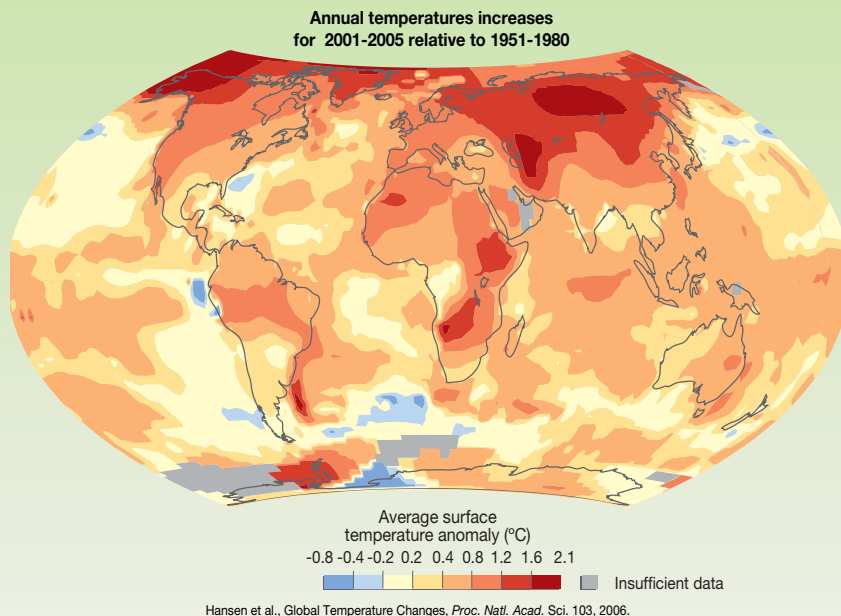 Annual temperatures increases
for 2001-2005 relative to 1951-1980
Average surface
temperature anomaly (ºC)
-0.8 -0.4 -0.2 0.2 0.4 0.8 1.2 1.6 2.1
Insufficient data
Hansen et al., Global Temperature Changes, Proc. Natl. Acad. Sci. 103, 2006.